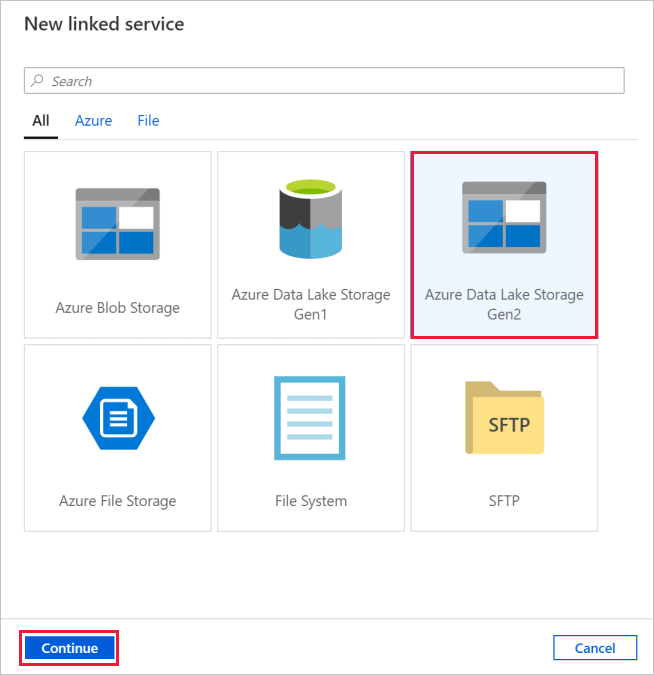 New linked service
Search
All Azure File
Azure Blob Storage
Azure Data Lake Storage
Gen1
Azure Data Lake Storage
Gen2
Azure File Storage
File System
SFTP
SFTP
Continue
Cancel